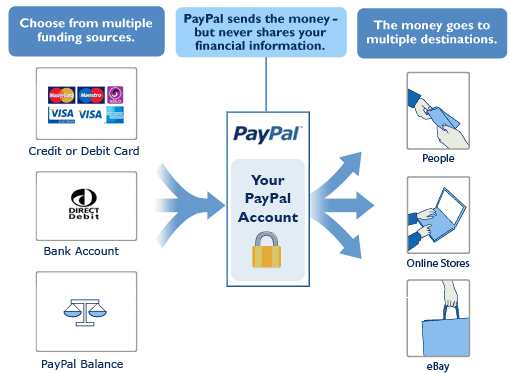 Choose from multiple
funding sources.
PayPal sends the money –
but never shares your
financial information.
The money goes to
multiple destinations.
MasterCard
Maestro
SOLO
VISA
VISA
Credit or Debit Card
DIRECT
Debit
Bank Account
PayPal Balance
PayPal
Your
PayPal
Account
People
Online Stores
eBay